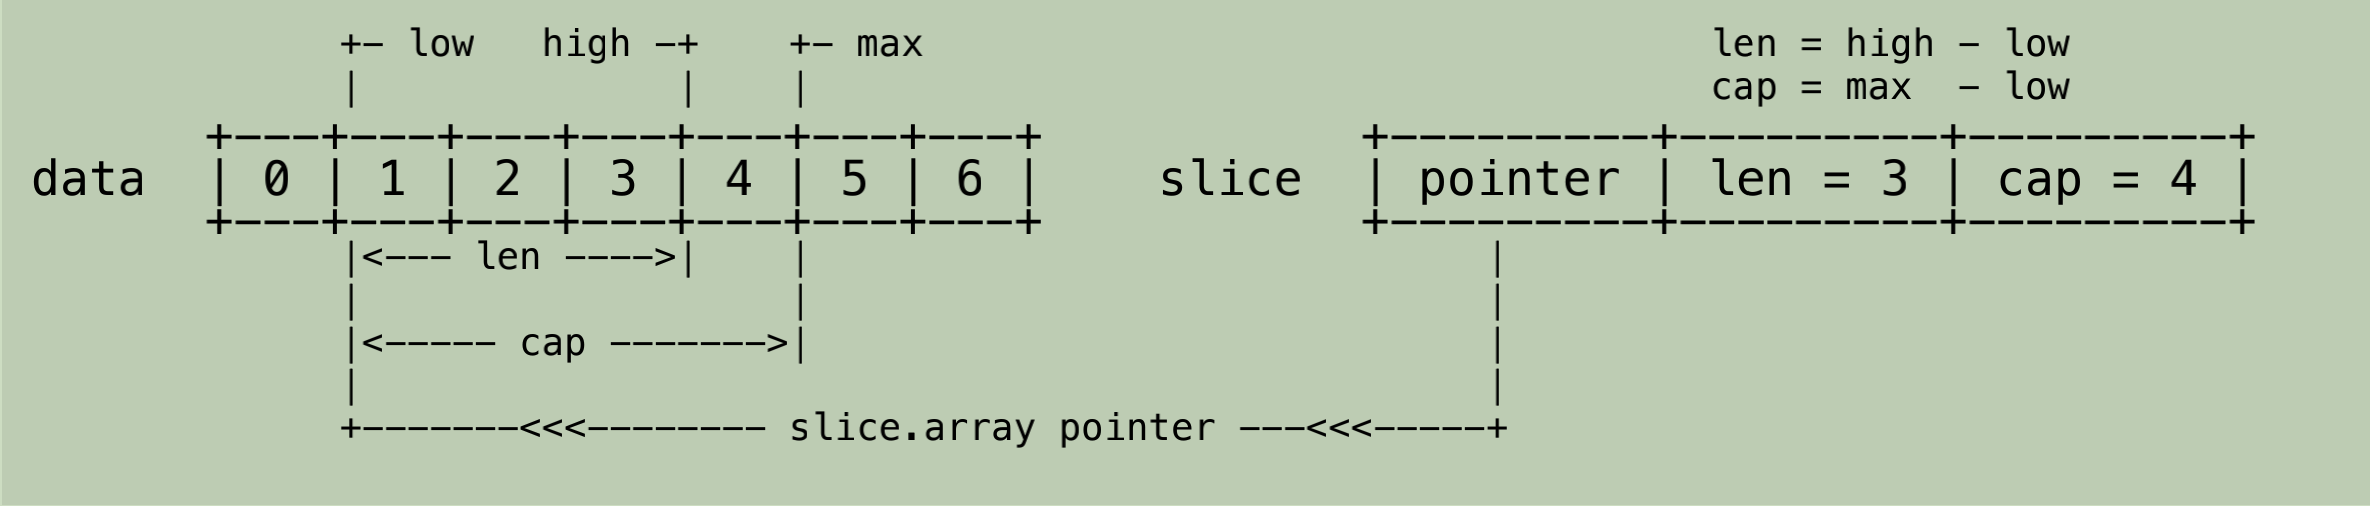 +- low   high -+    +- max                                   len = high - low
|              |    |                                        cap = max  - low
+---+---+---+---+---+---+---+          +---------+---------+---------+
data | 0 | 1 | 2 | 3 | 4 | 5 | 6 |    slice | pointer | len = 3 | cap = 4 |
+---+---+---+---+---+---+---+          +---------+---------+---------+
|<--- len ---->|    |                              |
|                   |                              |
|<----- cap ------->|                              |
|                                                  |
+-------<<<-------- slice.array pointer ---<<<-----+